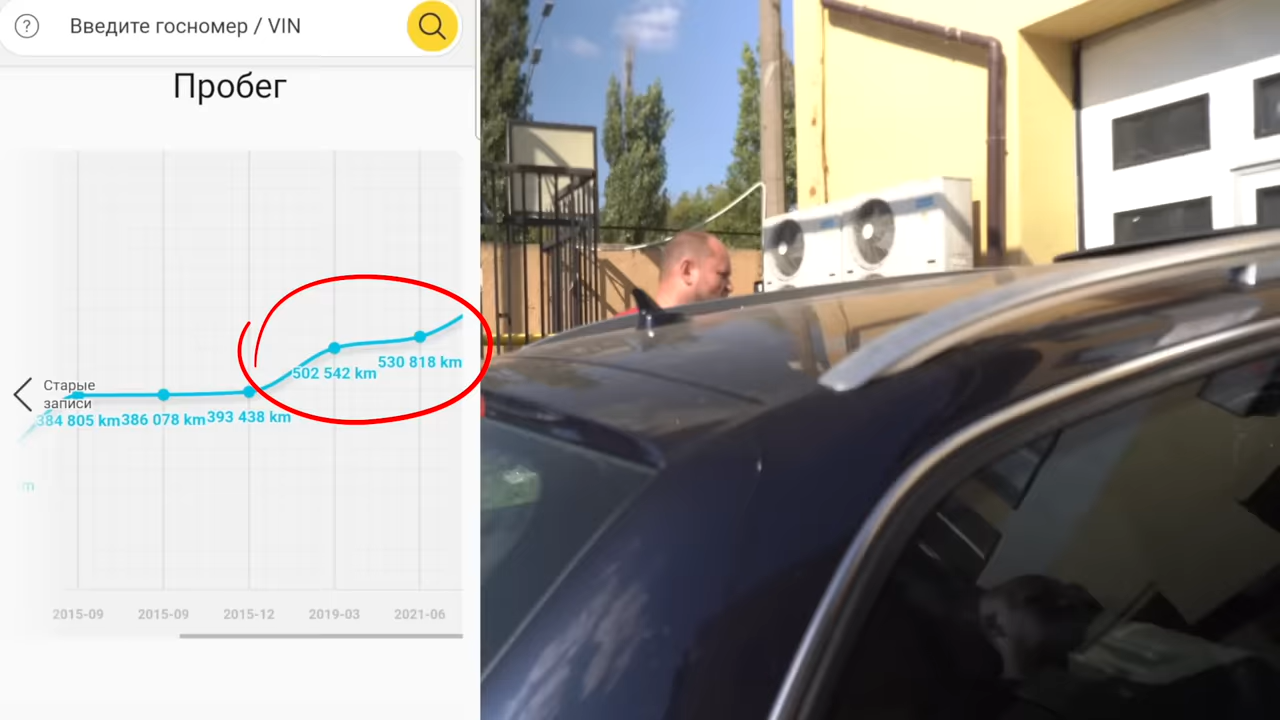 ?
Введите госномер / VIN
Пробег
502 542 km
530 818 km
Старые
записи
384 805 km
386 078 km
393 438 km
m
2015-09
2015-09
2015-12
2019-03
2021-06